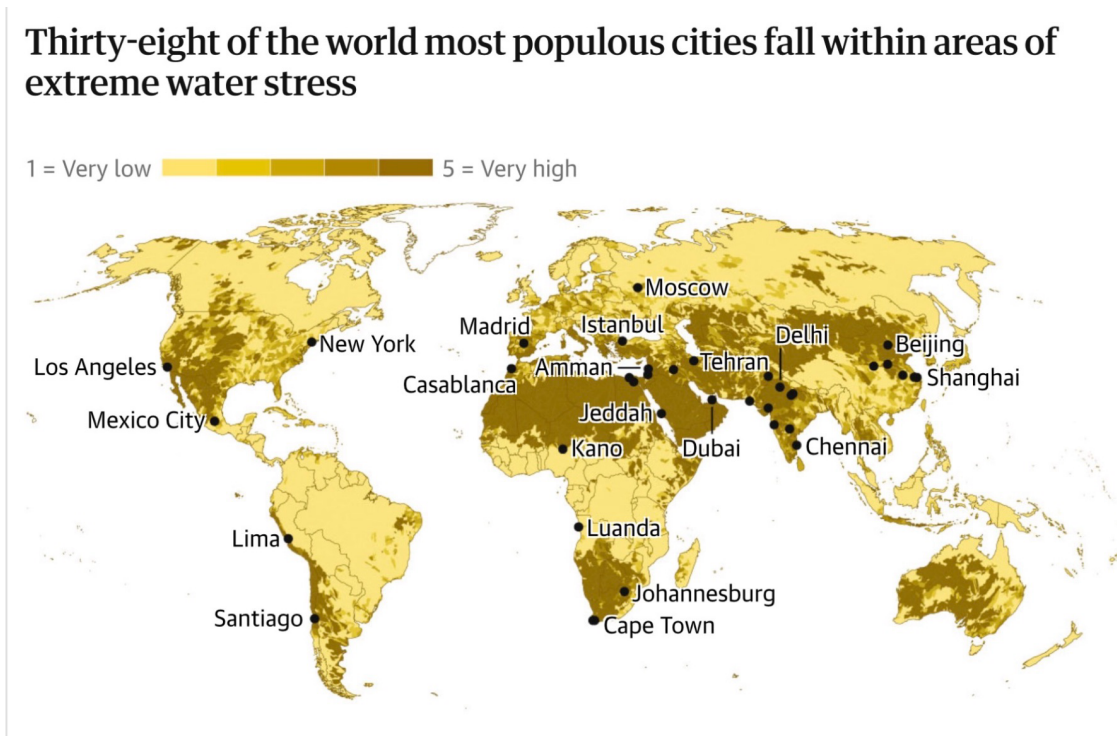 Thirty-eight of the world most populous cities fall within areas of
extreme water stress
1 = Very low
5 = Very high
Moscow
Madrid
Istanbul
Delhi
New York
Beijing
Los Angeles
Amman
Tehran
Casablanca
Shanghai
Mexico City
Jeddah
Kano
Dubai
Chennai
Luanda
Lima
Johannesburg
Santiago
Cape Town